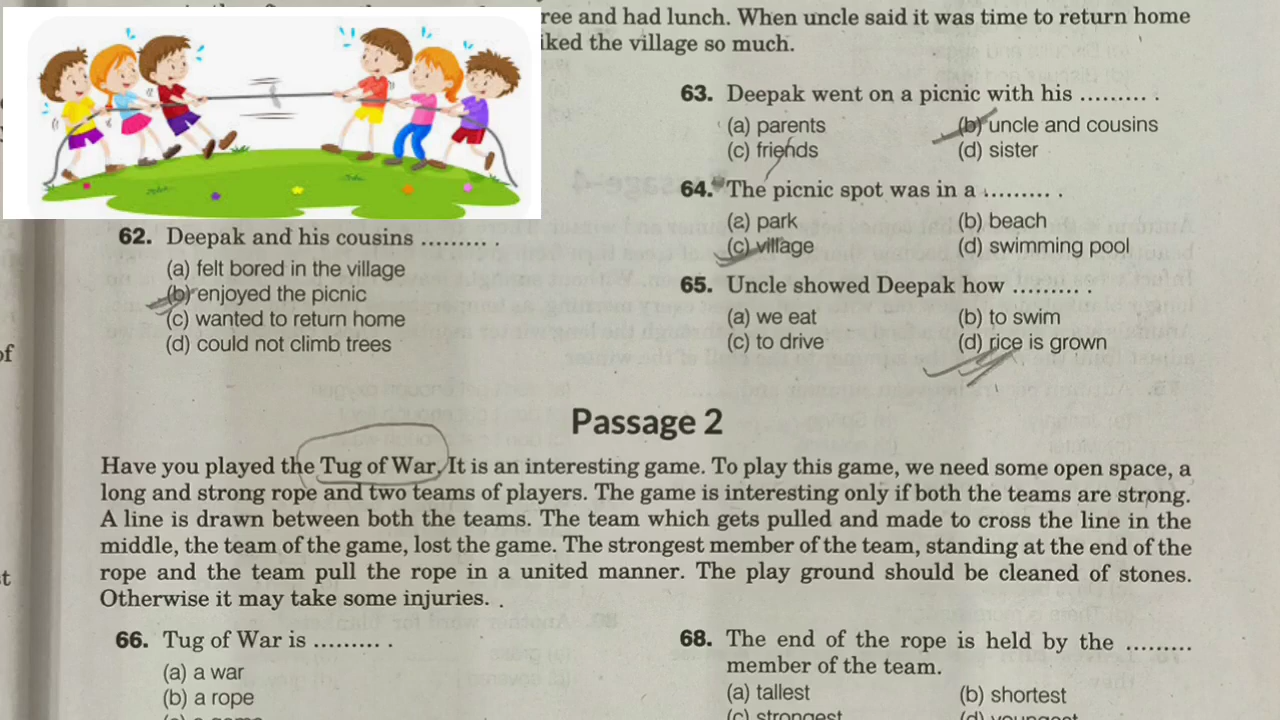 ree and had lunch. When uncle said it was time to return home
iked the village so much.
62. Deepak and his cousins ......... .
(a) felt bored in the village
(b) enjoyed the picnic
(c) wanted to return home
(d) could not climb trees
63. Deepak went on a picnic with his ......... .
(a) parents (b) uncle and cousins
(c) friends (d) sister
64. The picnic spot was in a ......... .
(a) park (b) beach
(c) village (d) swimming pool
65. Uncle showed Deepak how ......... .
(a) we eat (b) to swim
(c) to drive (d) rice is grown
Passage 2
Have you played the Tug of War. It is an interesting game. To play this game, we need some open space, a
long and strong rope and two teams of players. The game is interesting only if both the teams are strong.
A line is drawn between both the teams. The team which gets pulled and made to cross the line in the
middle, the team of the game, lost the game. The strongest member of the team, standing at the end of the
rope and the team pull the rope in a united manner. The play ground should be cleaned of stones.
Otherwise it may take some injuries. .
66. Tug of War is ......... .
(a) a war
(b) a rope
(c) a game
68. The end of the rope is held by the .........
member of the team.
(a) tallest (b) shortest
(c) strongest (d) youngest